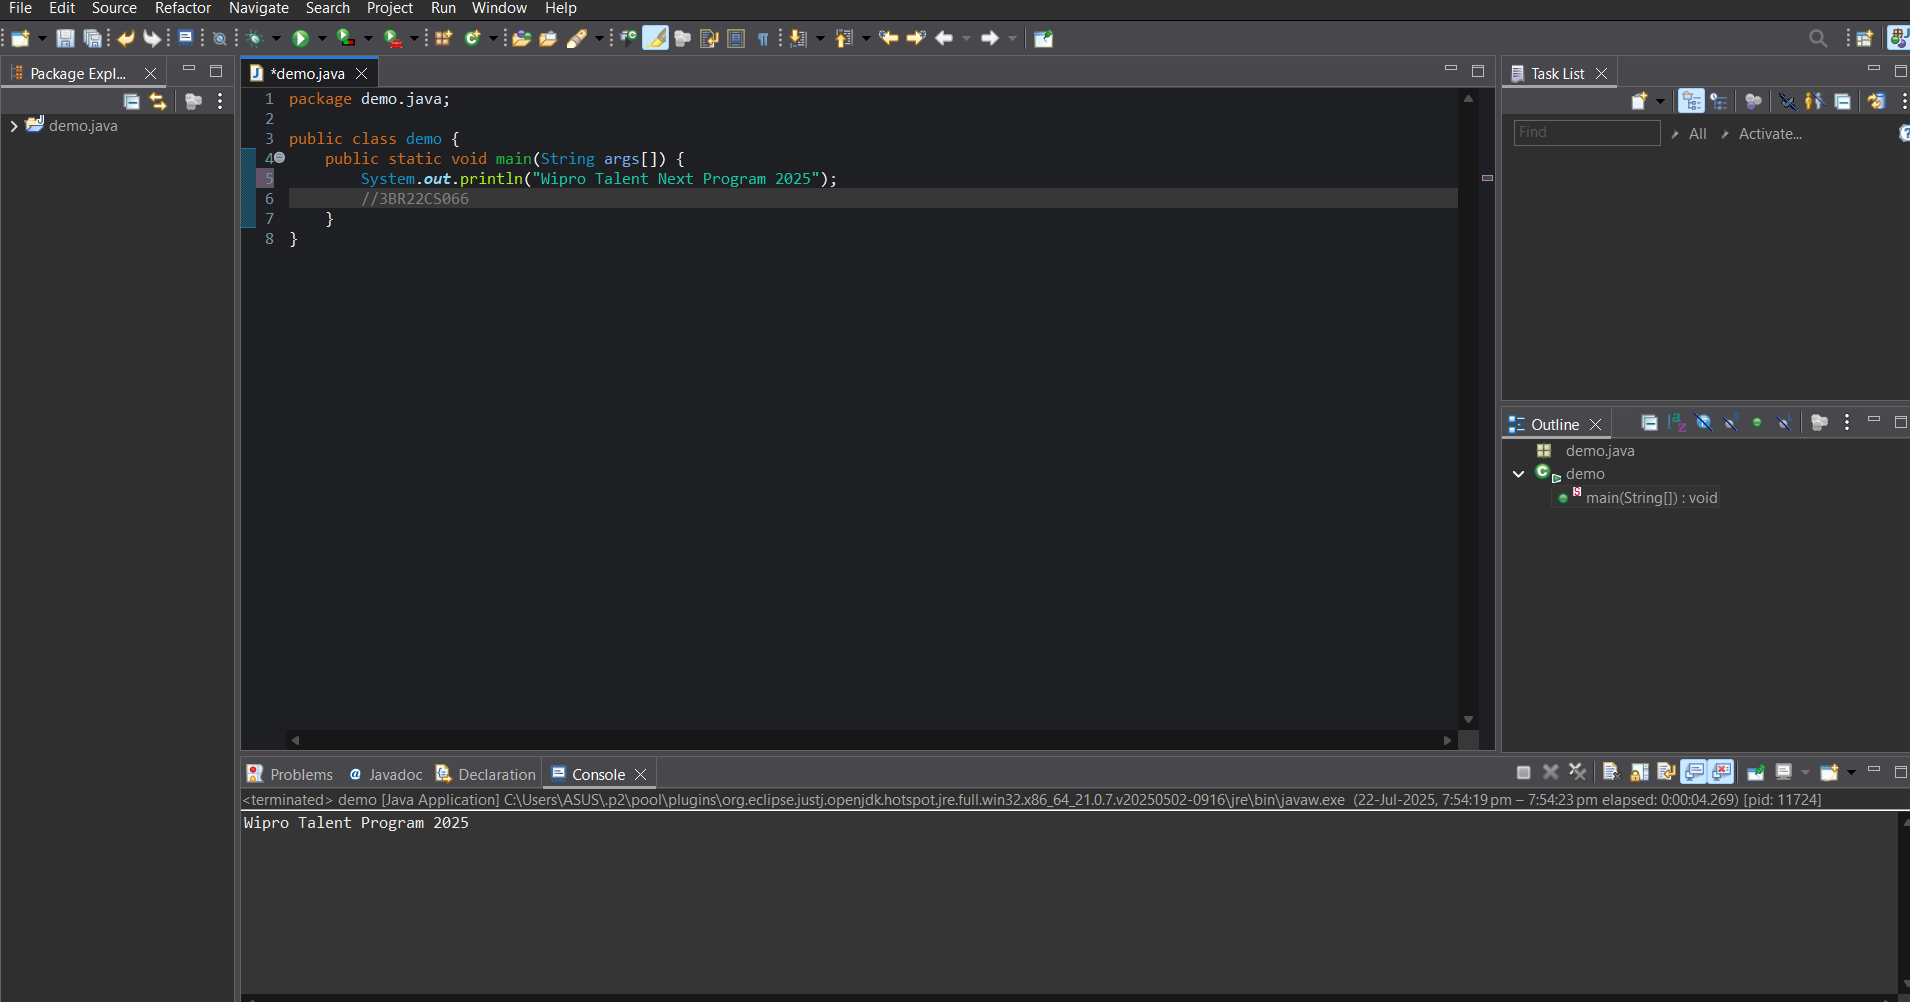 File Edit Source Refactor Navigate Search Project Run Window Help
Package Expl...
demo.java
*demo.java
1 package demo.java;
2
3 public class demo {
4 public static void main(String args[]) {
5 System.out.println("Wipro Talent Next Program 2025");
6 //3BR22CS066
7 }
8 }
Task List
Find
All
Activate...
Outline
demo.java
demo
main(String[]) : void
Problems Javadoc Declaration Console
<terminated> demo [Java Application] C:\Users\ASUS\.p2\pool\plugins\org.eclipse.justj.openjdk.hotspot.jre.full.win32.x86_64_21.0.7.v20250502-0916\jre\bin\javaw.exe (22-Jul-2025, 7:54:19 pm – 7:54:23 pm elapsed: 0:00:04.269) [pid: 11724]
Wipro Talent Program 2025